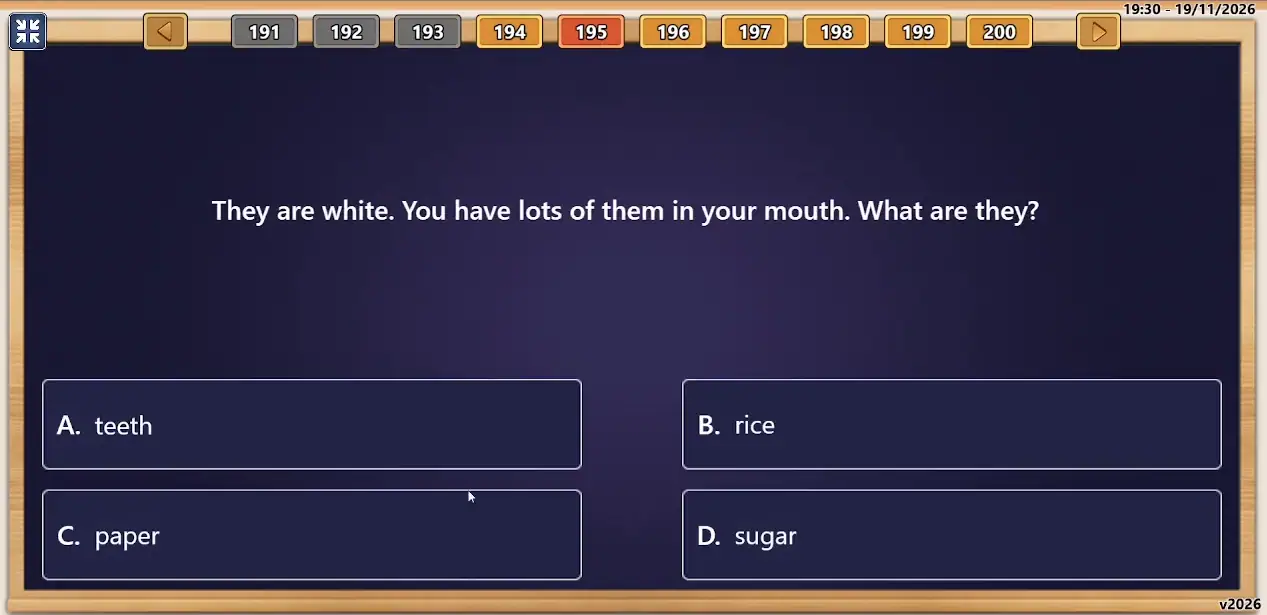 19:30 - 19/11/2026
191 192 193 194 195 196 197 198 199 200
They are white. You have lots of them in your mouth. What are they?
A. teeth
B. rice
C. paper
D. sugar
v2026